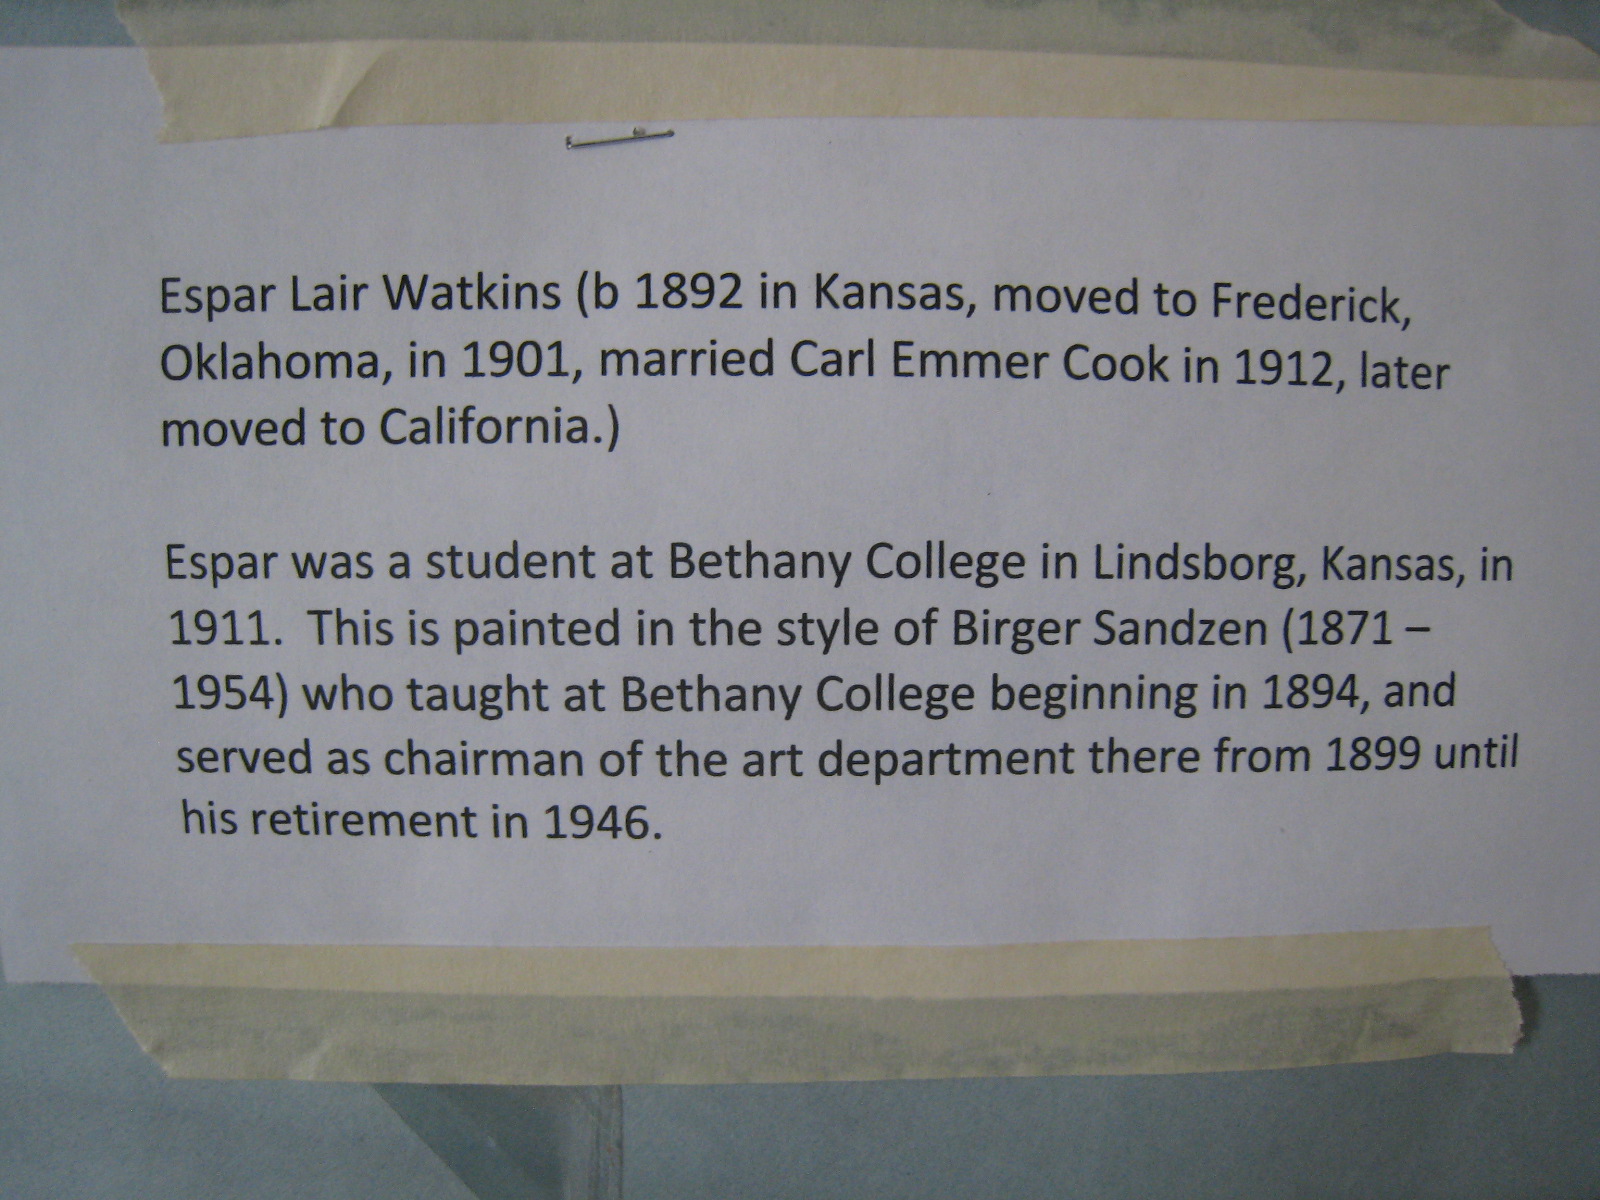 Espar Lair Watkins (b 1892 in Kansas, moved to Frederick,
Oklahoma, in 1901, married Carl Emmer Cook in 1912, later
moved to California.)
Espar was a student at Bethany College in Lindsborg, Kansas, in
1911. This is painted in the style of Birger Sandzen (1871 –
1954) who taught at Bethany College beginning in 1894, and
served as chairman of the art department there from 1899 until
his retirement in 1946.